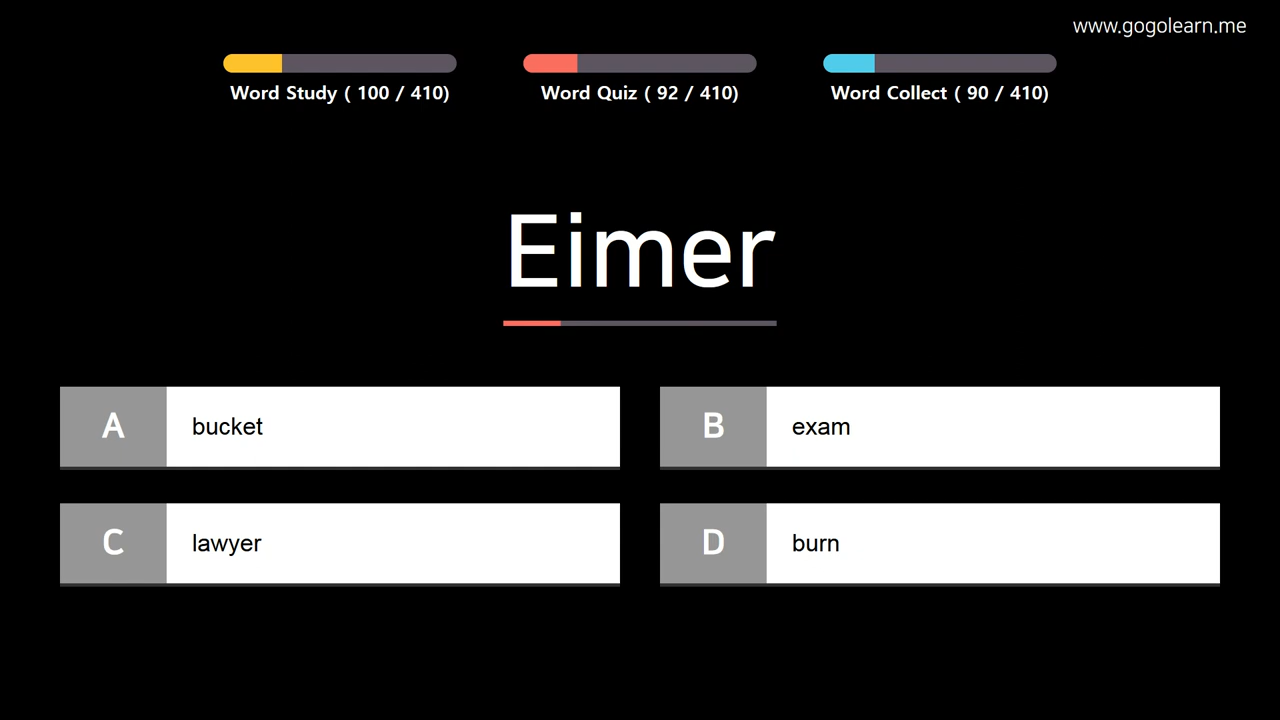 www.gogolearn.me
Word Study ( 100 / 410)
Word Quiz ( 92 / 410)
Word Collect ( 90 / 410)
Eimer
A bucket
B exam
C lawyer
D burn